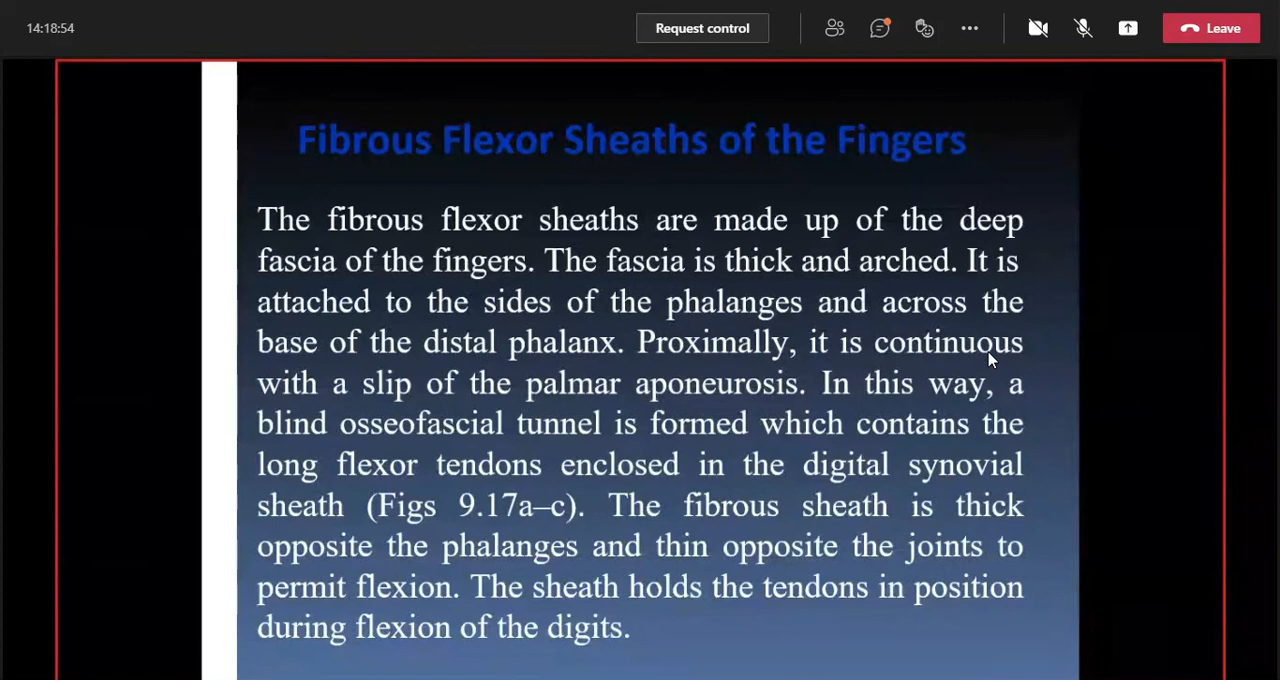 14:18:54
Request control
Leave
Fibrous Flexor Sheaths of the Fingers
The fibrous flexor sheaths are made up of the deep
fascia of the fingers. The fascia is thick and arched. It is
attached to the sides of the phalanges and across the
base of the distal phalanx. Proximally, it is continuous
with a slip of the palmar aponeurosis. In this way, a
blind osseofascial tunnel is formed which contains the
long flexor tendons enclosed in the digital synovial
sheath (Figs 9.17a–c). The fibrous sheath is thick
opposite the phalanges and thin opposite the joints to
permit flexion. The sheath holds the tendons in position
during flexion of the digits.